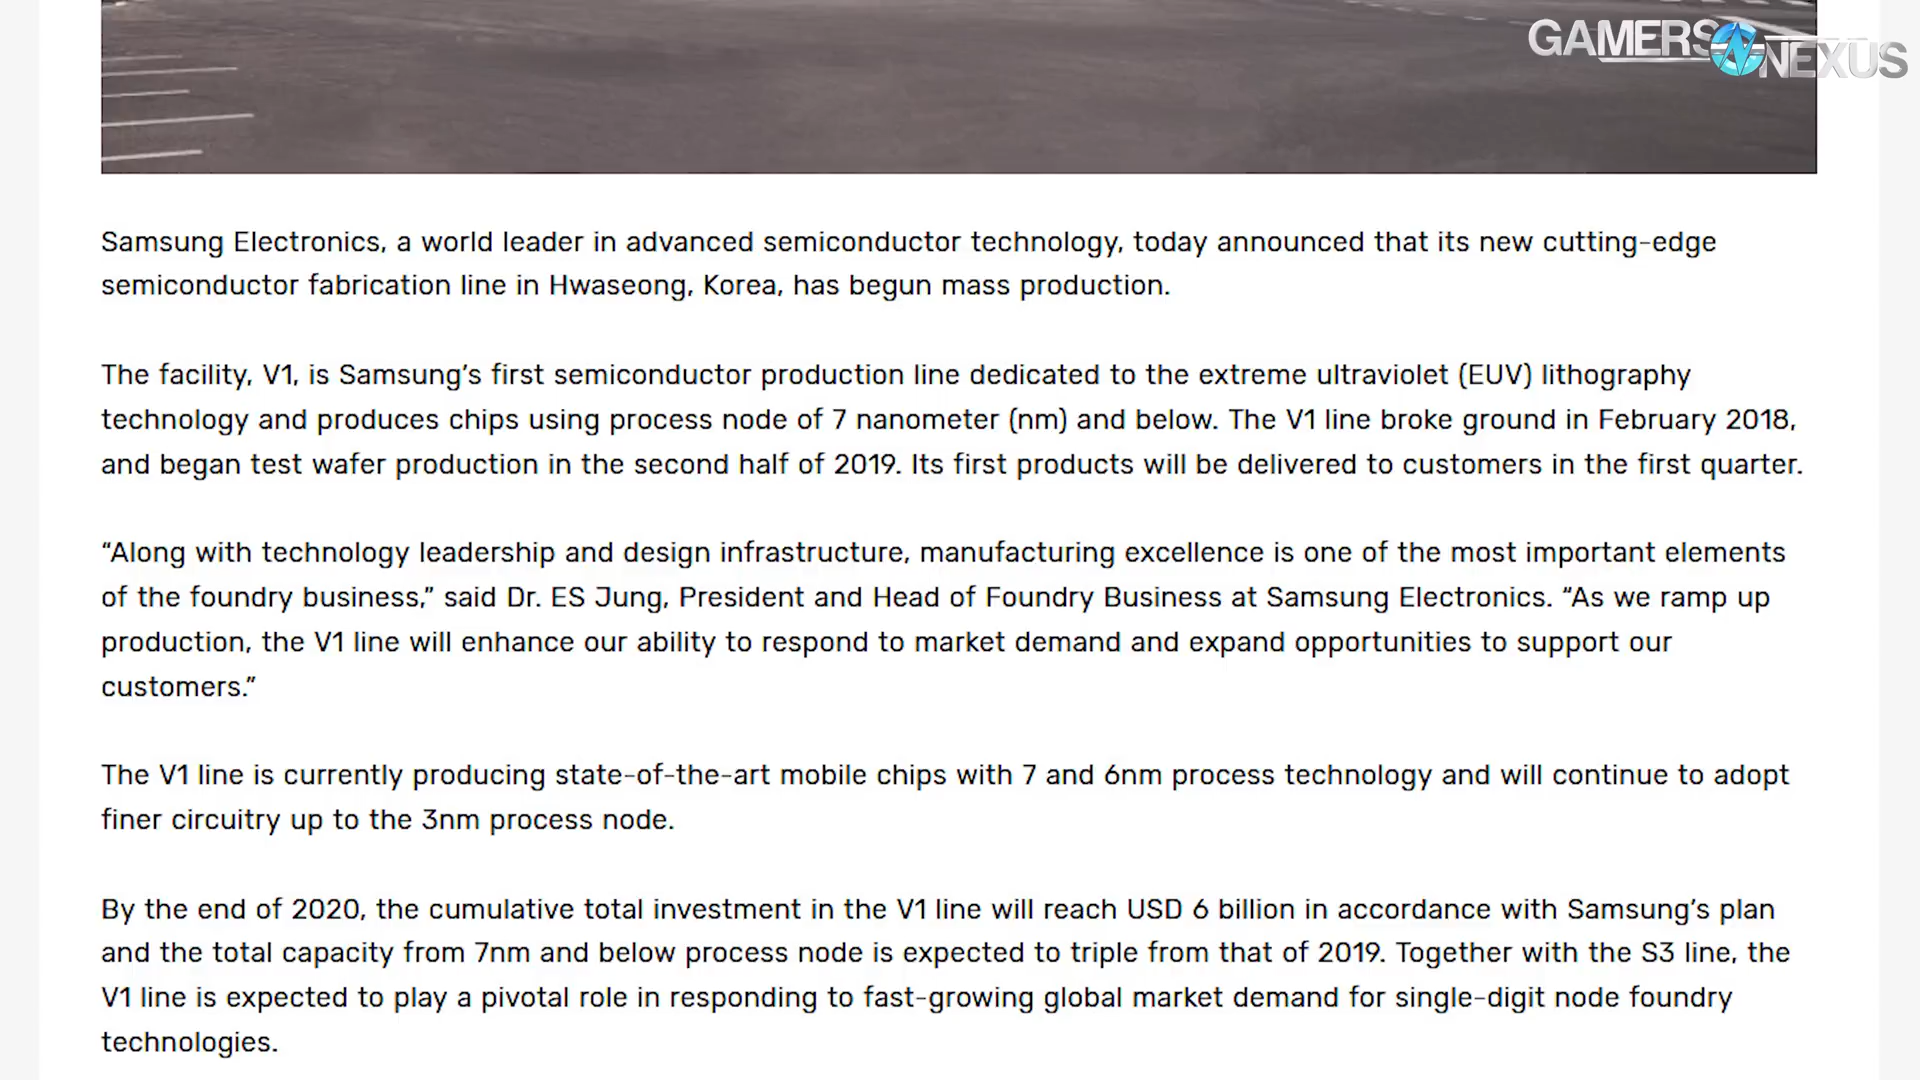 GAMERS NEXUS
Samsung Electronics, a world leader in advanced semiconductor technology, today announced that its new cutting-edge
semiconductor fabrication line in Hwaseong, Korea, has begun mass production.
The facility, V1, is Samsung’s first semiconductor production line dedicated to the extreme ultraviolet (EUV) lithography
technology and produces chips using process node of 7 nanometer (nm) and below. The V1 line broke ground in February 2018,
and began test wafer production in the second half of 2019. Its first products will be delivered to customers in the first quarter.
“Along with technology leadership and design infrastructure, manufacturing excellence is one of the most important elements
of the foundry business,” said Dr. ES Jung, President and Head of Foundry Business at Samsung Electronics. “As we ramp up
production, the V1 line will enhance our ability to respond to market demand and expand opportunities to support our
customers.”
The V1 line is currently producing state-of-the-art mobile chips with 7 and 6nm process technology and will continue to adopt
finer circuitry up to the 3nm process node.
By the end of 2020, the cumulative total investment in the V1 line will reach USD 6 billion in accordance with Samsung’s plan
and the total capacity from 7nm and below process node is expected to triple from that of 2019. Together with the S3 line, the
V1 line is expected to play a pivotal role in responding to fast-growing global market demand for single-digit node foundry
technologies.